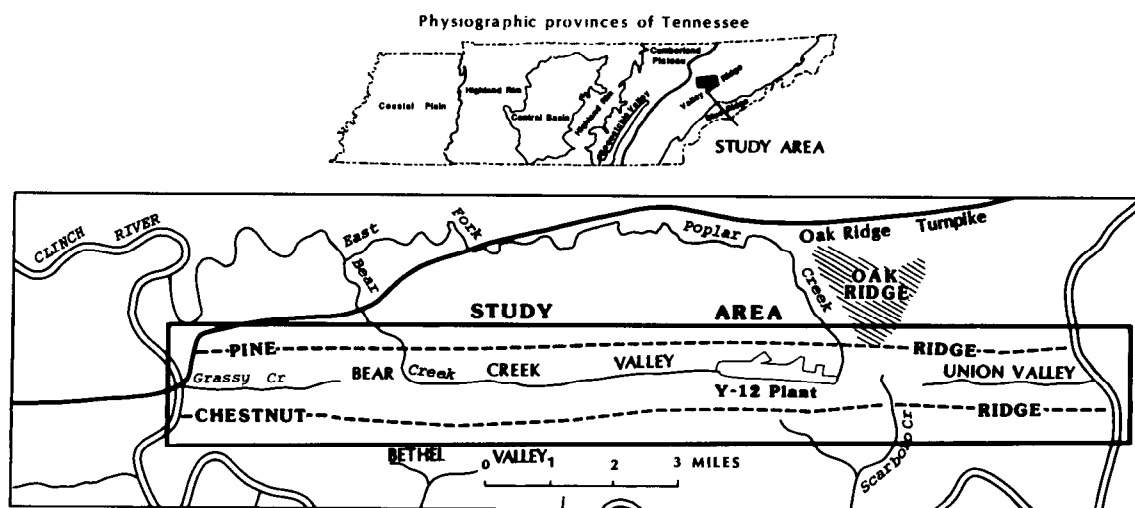 Physiographic provinces of Tennessee
Cumberland
Plateau
Highland Rim
Coastal Plain
Central Basin
Highland Rim
Valley
Ridge
STUDY AREA
CLINCH RIVER
East Fork Poplar Creek
Oak Ridge Turnpike
OAK
RIDGE
Bear
STUDY AREA
PINE RIDGE
Grassy Cr
BEAR Creek CREEK VALLEY
UNION VALLEY
Y-12 Plant
CHESTNUT RIDGE
Scarboro Cr
BETHEL VALLEY
0 1 2 3 MILES